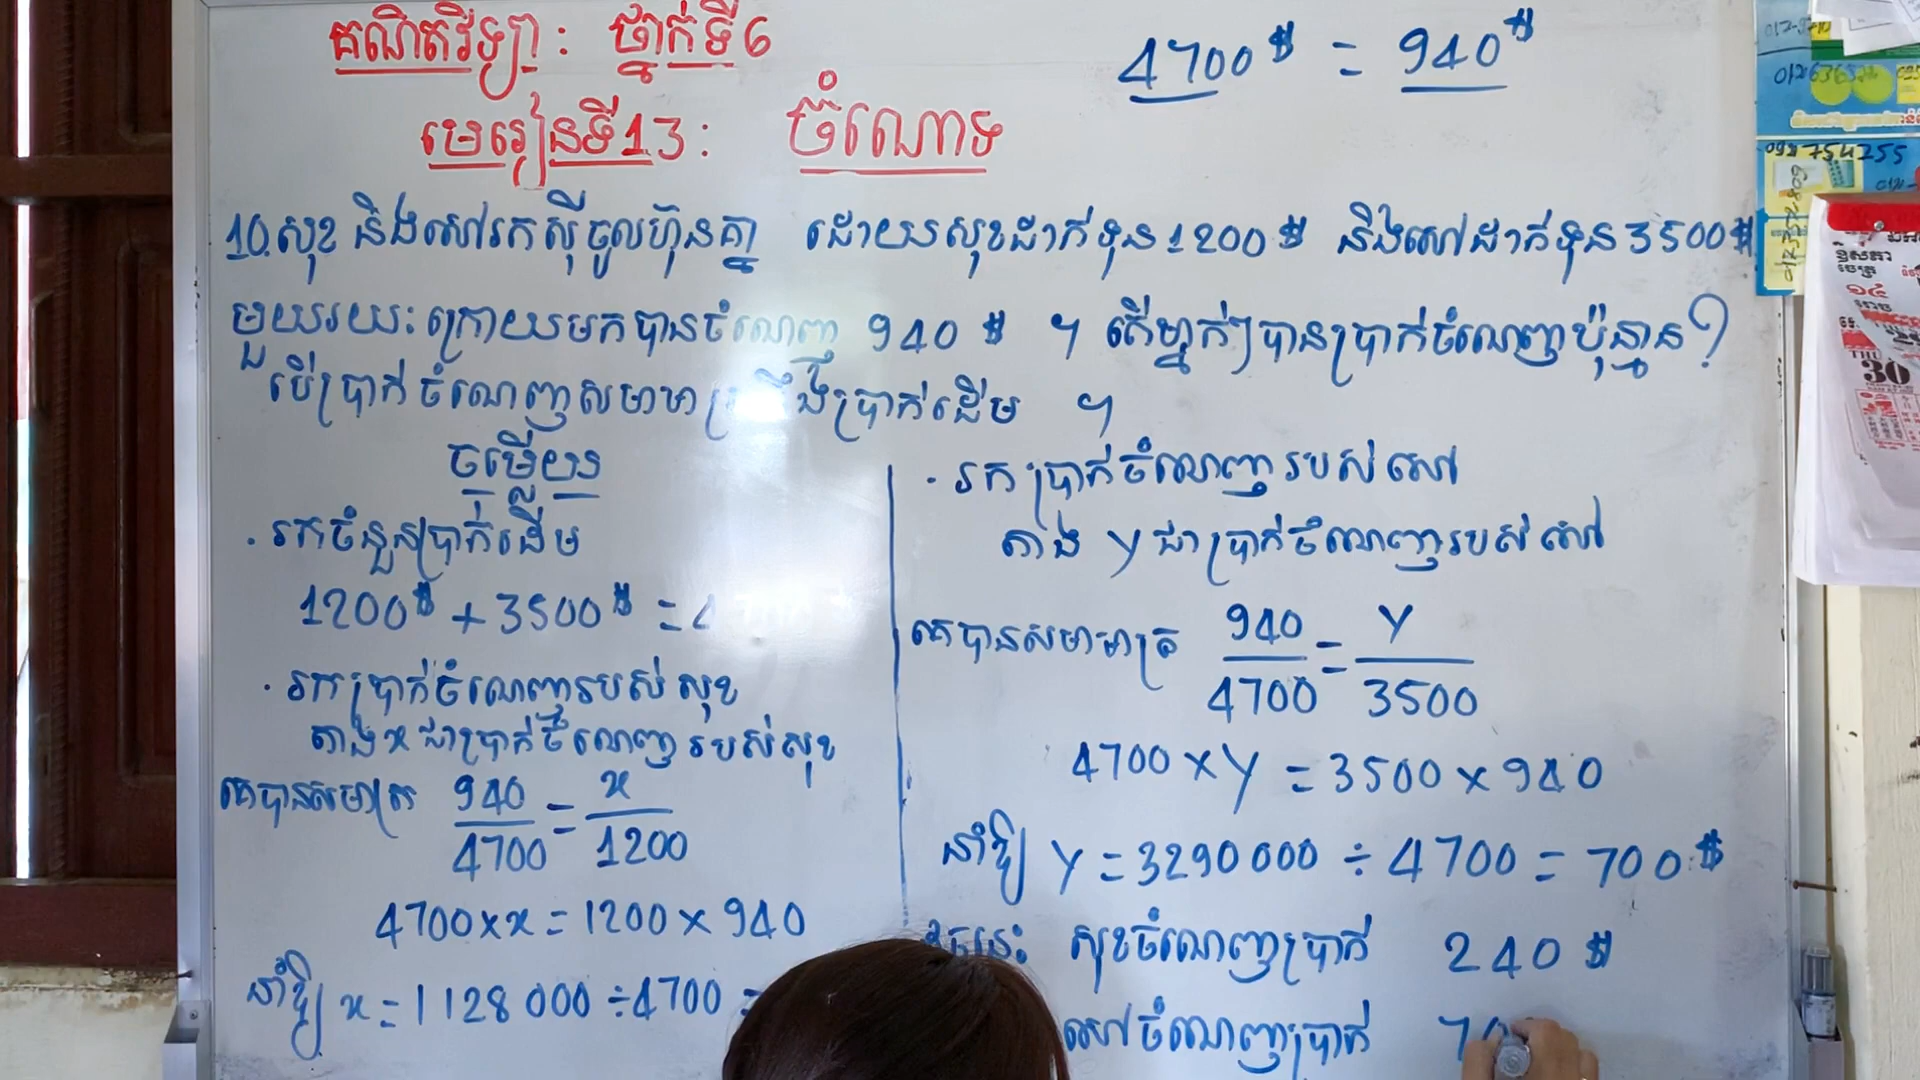 គណិតវិទ្យា : ថ្នាក់ទី6
មេរៀនទី13 : ចំណោទ
4700$ = 940$
10. សុខ និងសៅរកស៊ីចូលហ៊ុនគ្នា ដោយសុខដាក់ទុន 1200$ និងសៅដាក់ទុន 3500$
មួយរយៈក្រោយមកបានចំណេញ 940$ ។ តើម្នាក់ៗបានប្រាក់ចំណេញប៉ុន្មាន?
បើប្រាក់ចំណេញសមាមាត្រនឹងប្រាក់ដើម ។
ចម្លើយ
· រកចំនួនប្រាក់ដើម
1200$ + 3500$ = 4
· រកប្រាក់ចំណេញរបស់សុខ
តាង x ជាប្រាក់ចំណេញរបស់សុខ
គេបានសមាមាត្រ 940/4700 = x/1200
4700 × x = 1200 × 940
នាំឱ្យ x = 1128000 ÷ 4700 =
· រកប្រាក់ចំណេញរបស់សៅ
តាង y ជាប្រាក់ចំណេញរបស់សៅ
គេបានសមាមាត្រ 940/4700 = y/3500
4700 × y = 3500 × 940
នាំឱ្យ y = 3290000 ÷ 4700 = 700$
ដូចនេះ សុខចំណេញប្រាក់ 240$
សៅចំណេញប្រាក់ 70
092 754255
THU
30